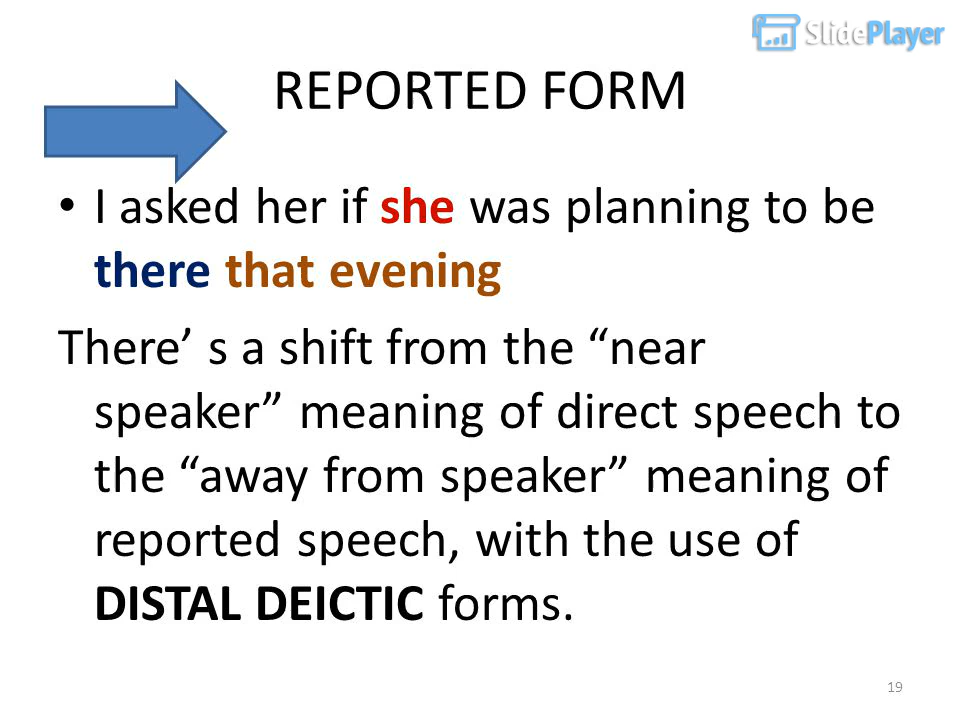 SlidePlayer
REPORTED FORM
• I asked her if she was planning to be
there that evening
There’ s a shift from the “near
speaker” meaning of direct speech to
the “away from speaker” meaning of
reported speech, with the use of
DISTAL DEICTIC forms.
19